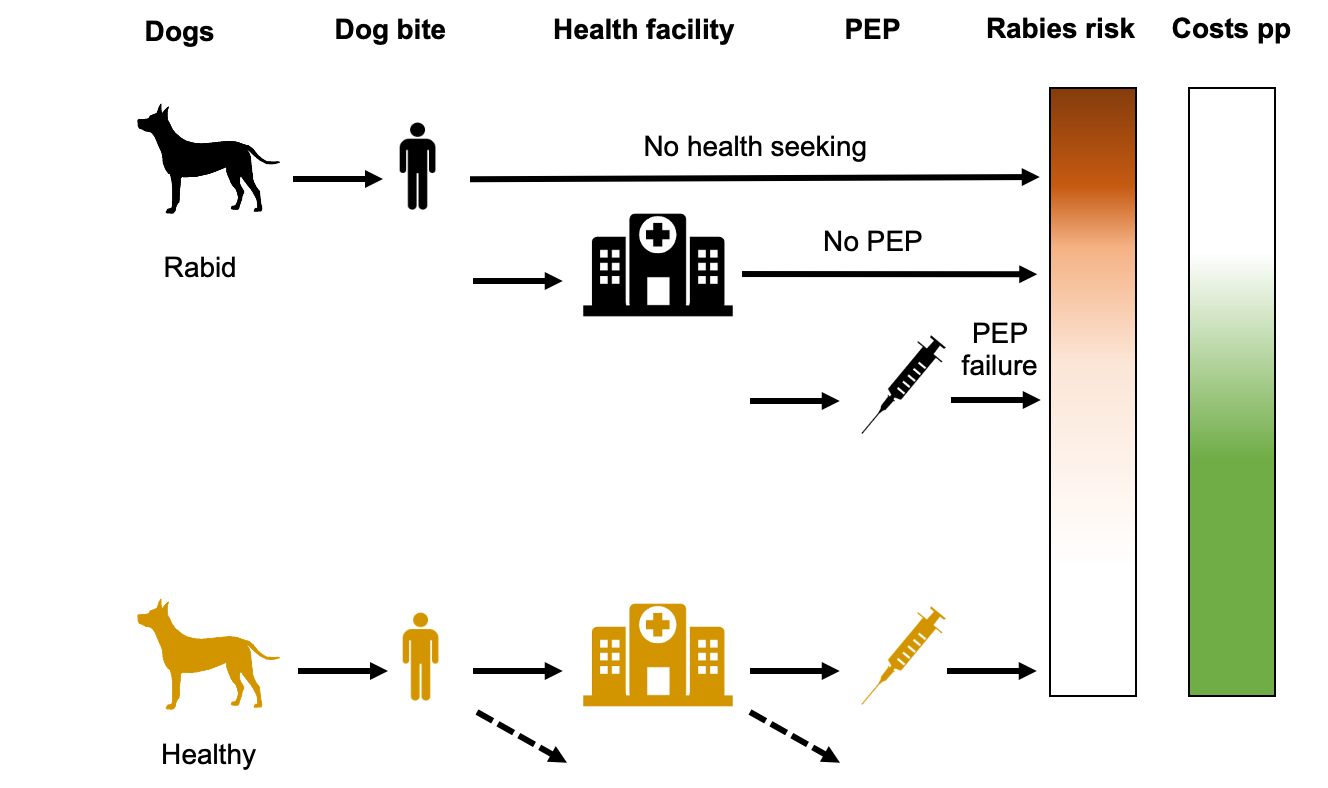 Dogs
Dog bite
Health facility
PEP
Rabies risk
Costs pp
No health seeking
Rabid
No PEP
PEP
failure
Healthy